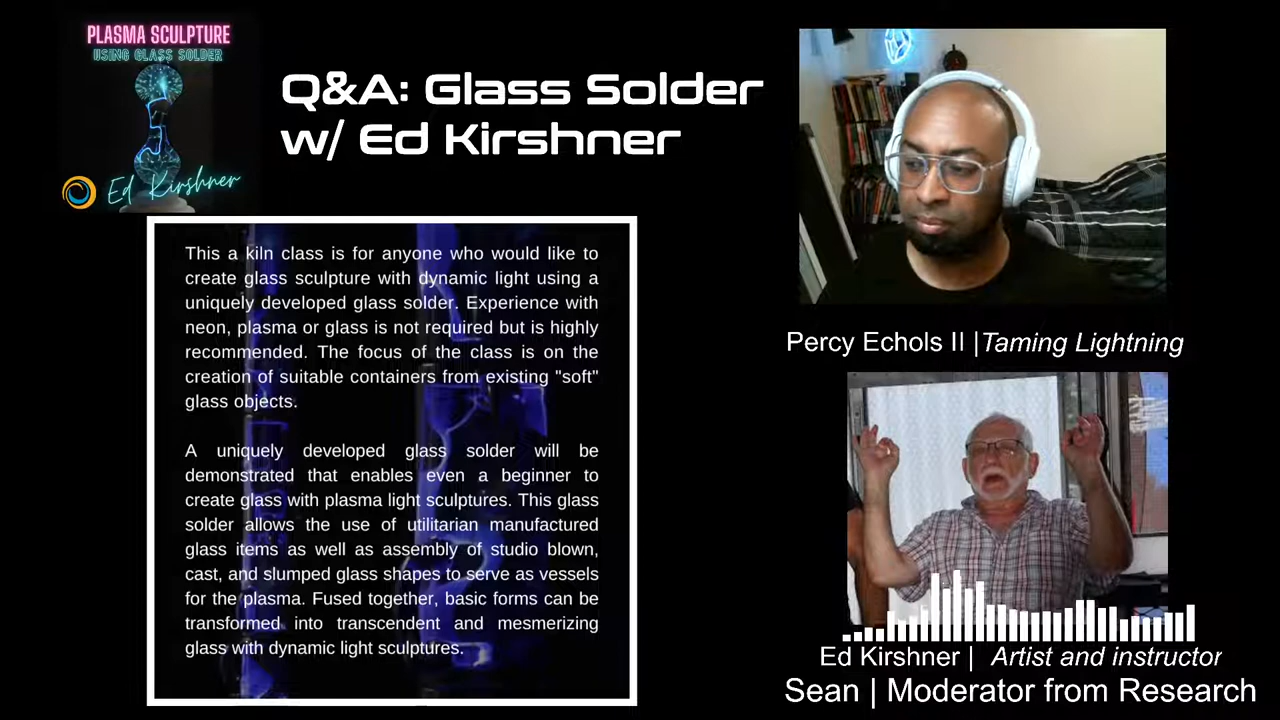 PLASMA SCULPTURE
USING GLASS SOLDER
Ed Kirshner
Q&A: Glass Solder
w/ Ed Kirshner
This a kiln class is for anyone who would like to
create glass sculpture with dynamic light using a
uniquely developed glass solder. Experience with
neon, plasma or glass is not required but is highly
recommended. The focus of the class is on the
creation of suitable containers from existing "soft"
glass objects.
A uniquely developed glass solder will be
demonstrated that enables even a beginner to
create glass with plasma light sculptures. This glass
solder allows the use of utilitarian manufactured
glass items as well as assembly of studio blown,
cast, and slumped glass shapes to serve as vessels
for the plasma. Fused together, basic forms can be
transformed into transcendent and mesmerizing
glass with dynamic light sculptures.
Percy Echols II | Taming Lightning
Ed Kirshner | Artist and instructor
Sean | Moderator from Research